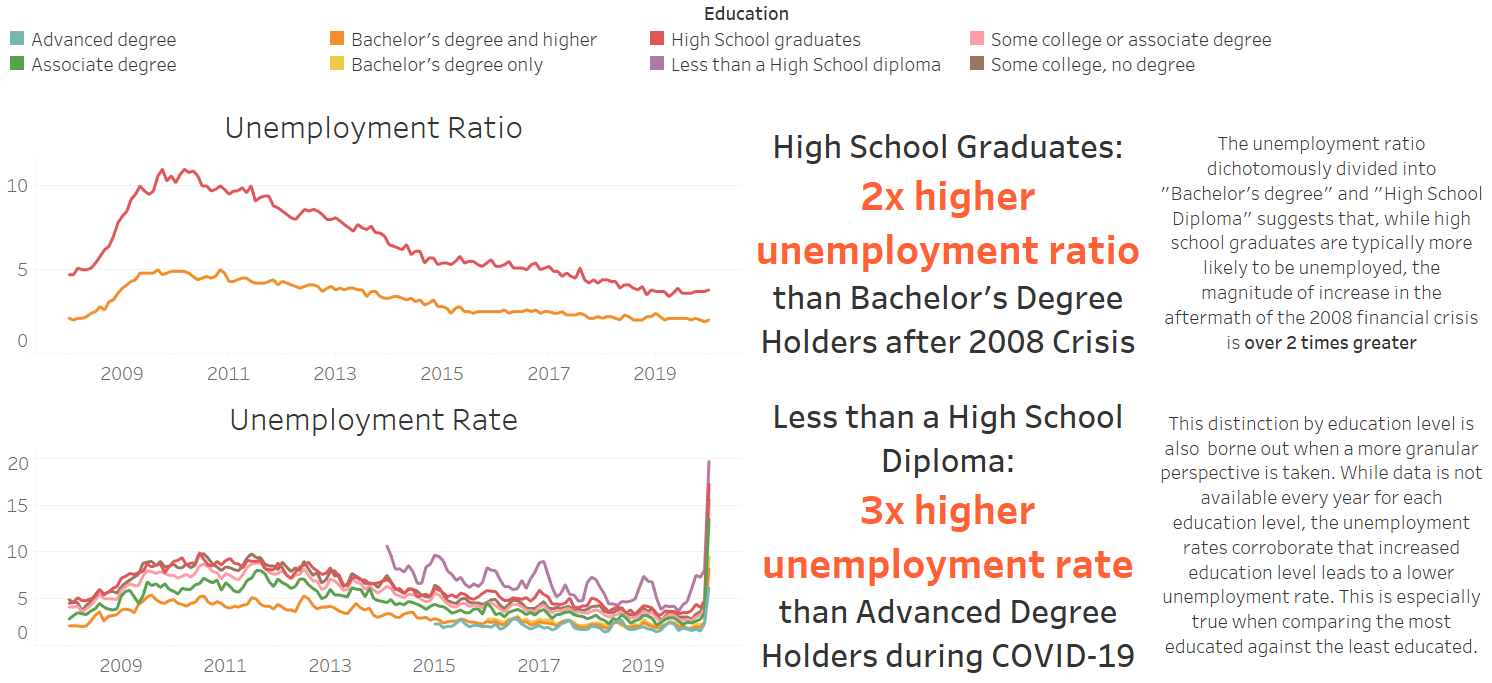 Education
Advanced degree
Bachelor's degree and higher
High School graduates
Some college or associate degree
Associate degree
Bachelor's degree only
Less than a High School diploma
Some college, no degree
Unemployment Ratio
10
5
0
2009 2011 2013 2015 2017 2019
High School Graduates:
2x higher
unemployment ratio
than Bachelor's Degree
Holders after 2008 Crisis
The unemployment ratio
dichotomously divided into
"Bachelor's degree" and "High School
Diploma" suggests that, while high
school graduates are typically more
likely to be unemployed, the
magnitude of increase in the
aftermath of the 2008 financial crisis
is over 2 times greater
Unemployment Rate
20
15
10
5
0
2009 2011 2013 2015 2017 2019
Less than a High School
Diploma:
3x higher
unemployment rate
than Advanced Degree
Holders during COVID-19
This distinction by education level is
also  borne out when a more granular
perspective is taken. While data is not
available every year for each
education level, the unemployment
rates corroborate that increased
education level leads to a lower
unemployment rate. This is especially
true when comparing the most
educated against the least educated.